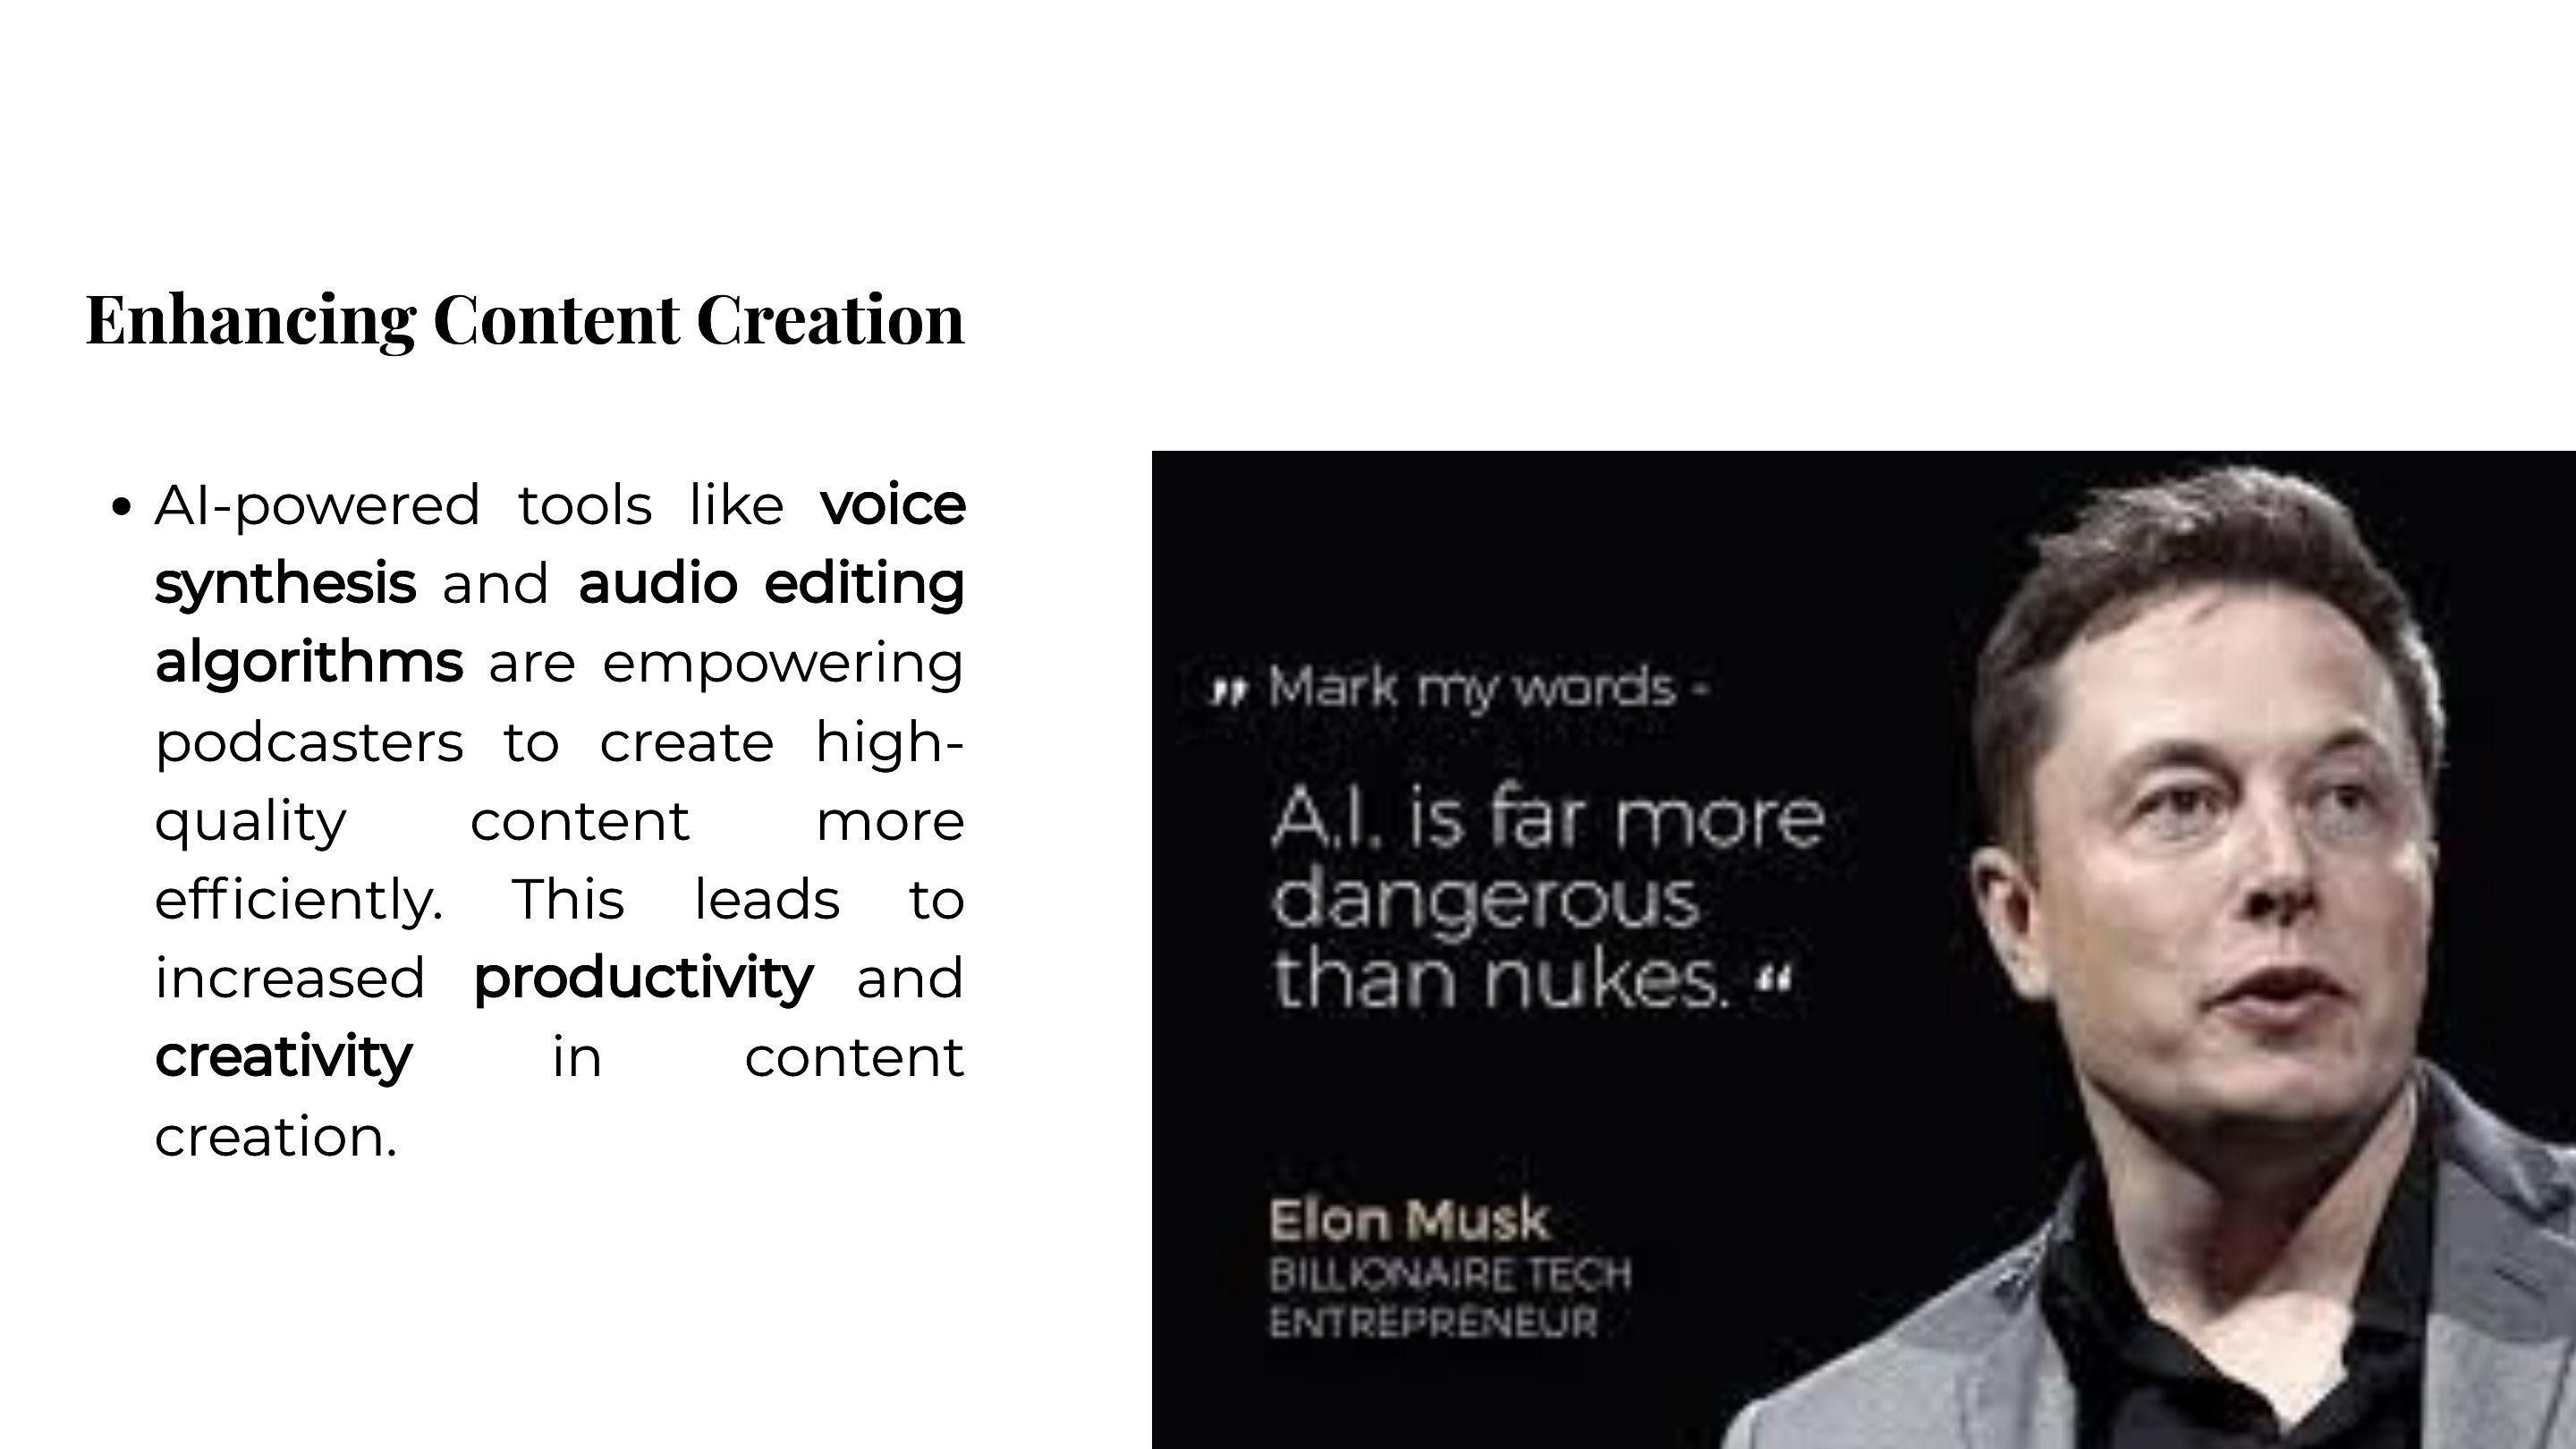 Enhancing Content Creation
• AI-powered tools like voice
synthesis and audio editing
algorithms are empowering
podcasters to create high-
quality content more
efficiently. This leads to
increased productivity and
creativity in content
creation.
” Mark my words -
A.I. is far more
dangerous
than nukes. “
Elon Musk
BILLIONAIRE TECH
ENTREPRENEUR